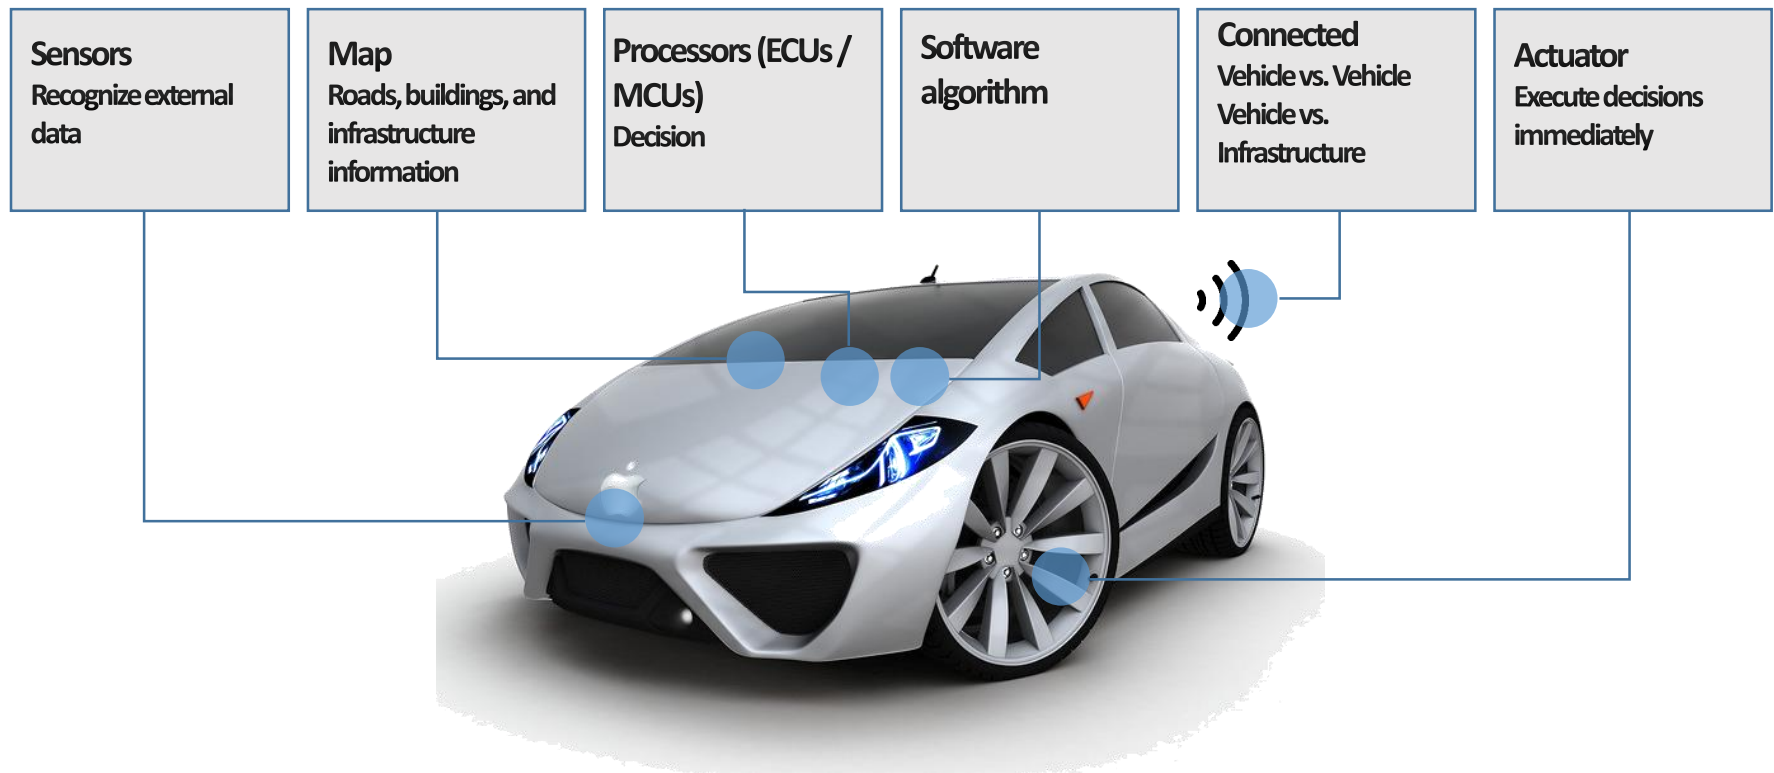 Sensors
Recognize external
data
Map
Roads, buildings, and
infrastructure
information
Processors (ECUs /
MCUs)
Decision
Software
algorithm
Connected
Vehicle vs. Vehicle
Vehicle vs.
Infrastructure
Actuator
Execute decisions
immediately